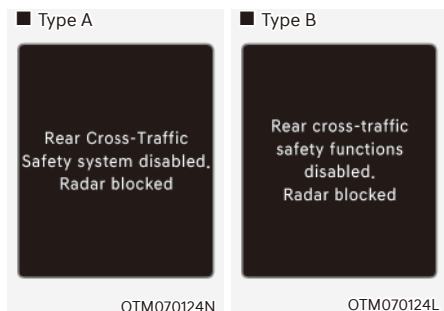 ■ Type A
Rear Cross-Traffic
Safety system disabled.
Radar blocked
OTM070124N
■ Type B
Rear cross-traffic
safety functions
disabled.
Radar blocked
OTM070124L